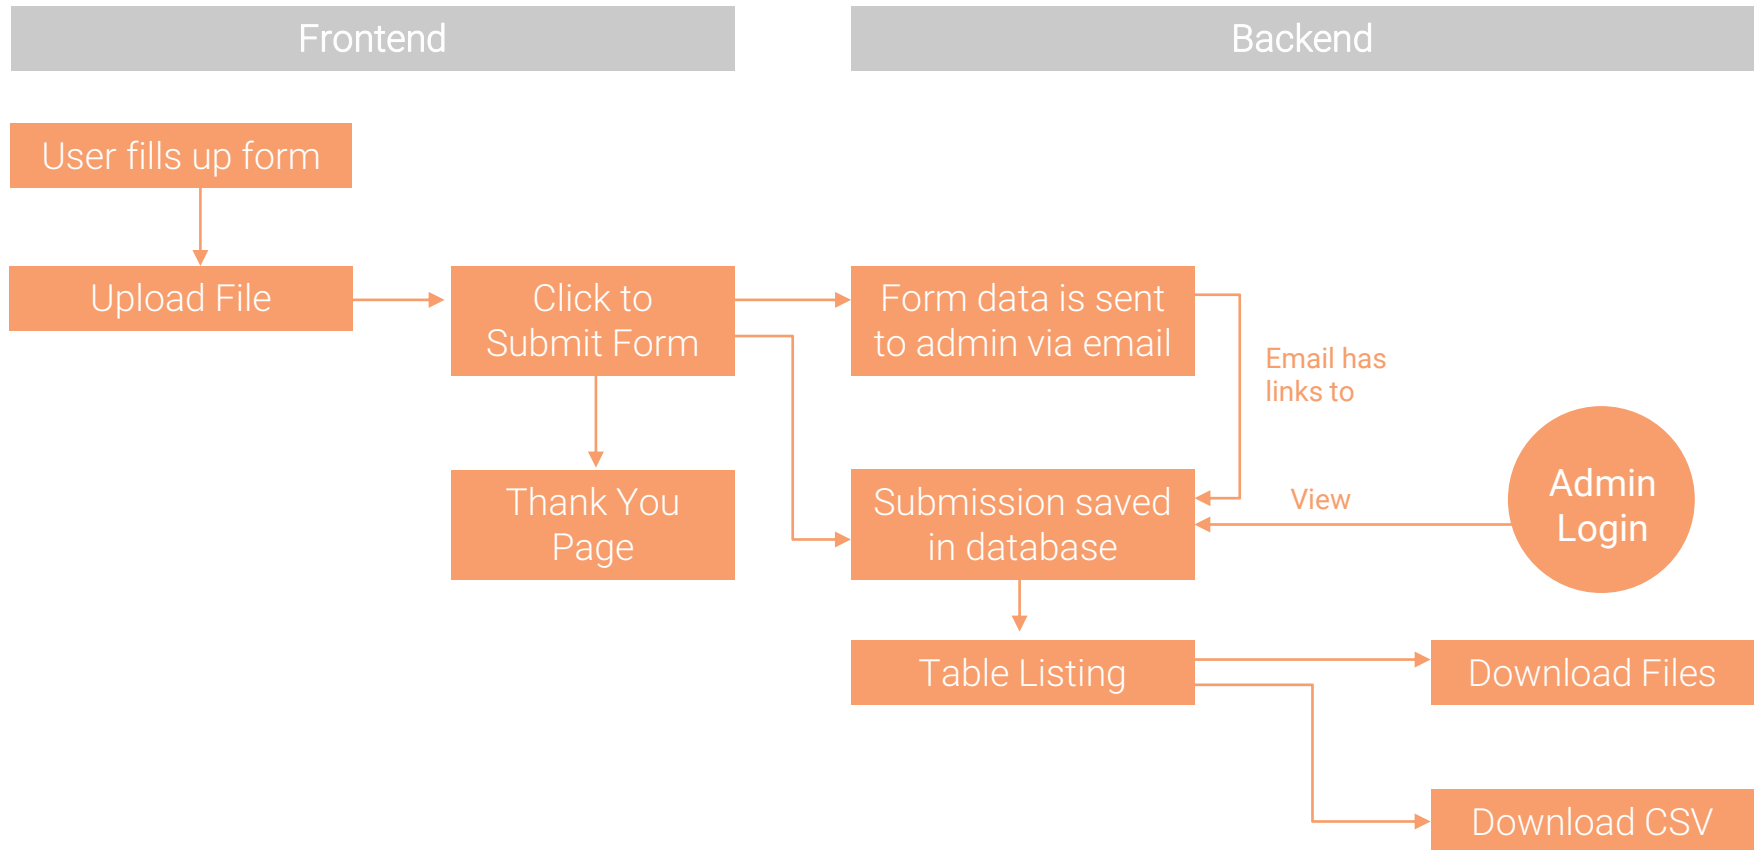 Frontend
Backend
User fills up form
Upload File
Click to
Submit Form
Form data is sent
to admin via email
Email has
links to
Thank You
Page
Submission saved
in database
View
Admin
Login
Table Listing
Download Files
Download CSV